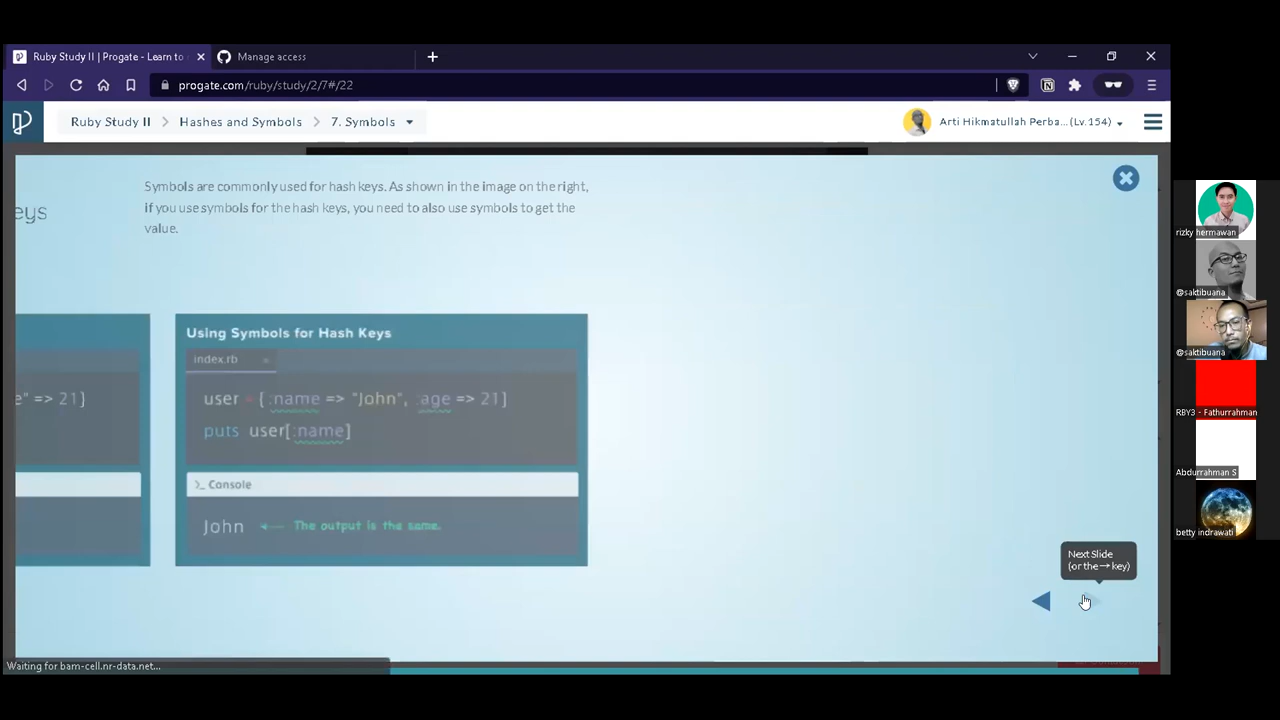 Ruby Study II | Progate - Learn to
Manage access
progate.com/ruby/study/2/7#/22
Ruby Study II
Hashes and Symbols
7. Symbols
Arti Hikmatullah Perba...(Lv.154)
Symbols are commonly used for hash keys. As shown in the image on the right,
if you use symbols for the hash keys, you need to also use symbols to get the
value.
eys
Using Symbols for Hash Keys
index.rb
e" => 21}
user = { :name => "John", :age => 21}
puts user[:name]
>_ Console
John ← The output is the same.
Next Slide
(or the → key)
Waiting for bam-cell.nr-data.net...
rizky hermawan
@saktibuana
@saktibuana
RBY3 - Fathurrahman
Abdurrahman S
betty indrawati